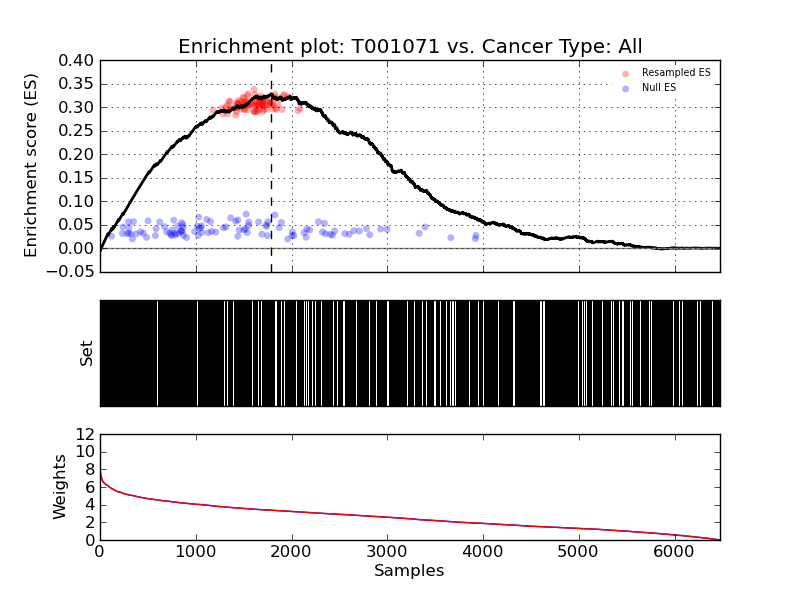 Enrichment plot: T001071 vs. Cancer Type: All
Enrichment score (ES)
0.40
0.35
0.30
0.25
0.20
0.15
0.10
0.05
0.00
−0.05
Resampled ES
Null ES
Set
Weights
12
10
8
6
4
2
0
0 1000 2000 3000 4000 5000 6000
Samples